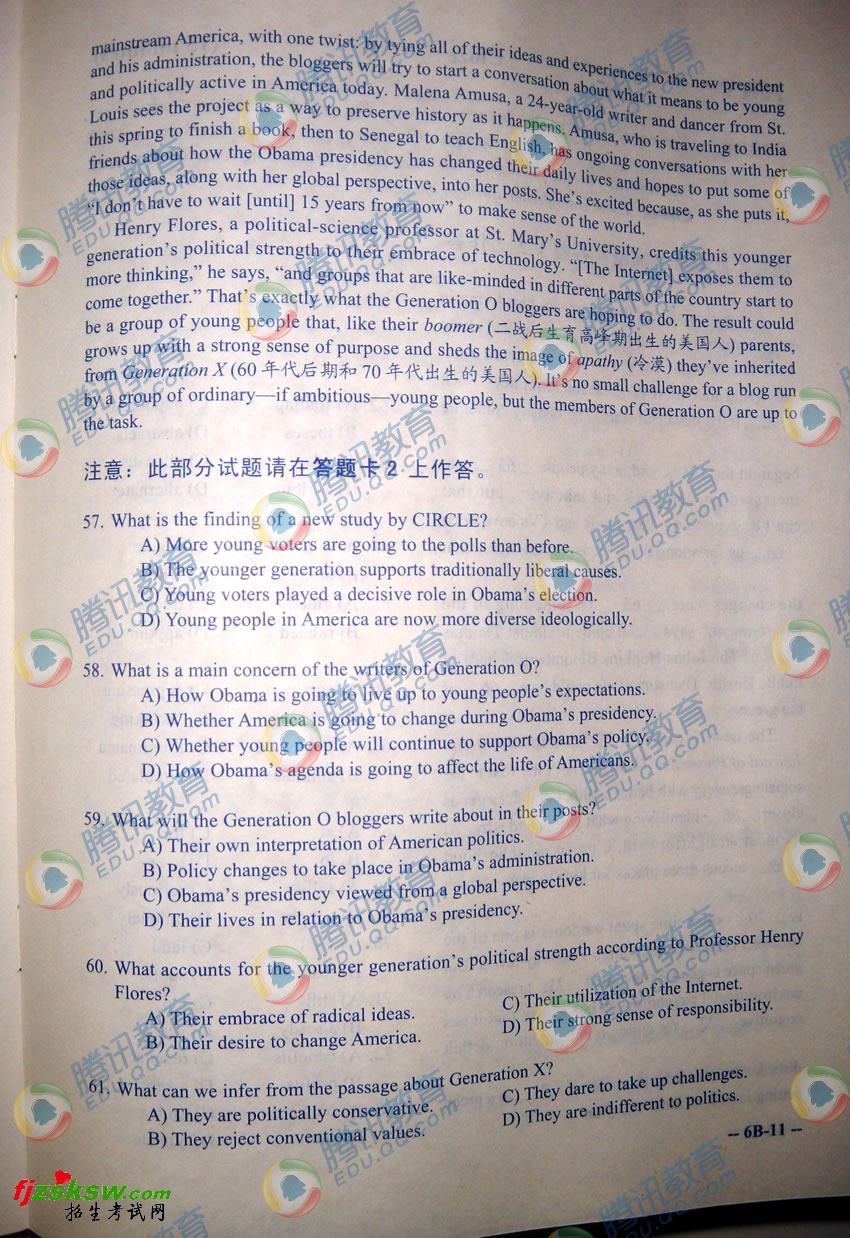 mainstream America, with one twist: by tying all of their ideas and experiences to the new president
and his administration, the bloggers will try to start a conversation about what it means to be young
and politically active in America today. Malena Amusa, a 24-year-old writer and dancer from St.
Louis sees the project as a way to preserve history as it happens. Amusa, who is traveling to India
this spring to finish a book, then to Senegal to teach English, has ongoing conversations with her
friends about how the Obama presidency has changed their daily lives and hopes to put some of
those ideas, along with her global perspective, into her posts. She's excited because, as she puts it,
“I don't have to wait [until] 15 years from now” to make sense of the world.
Henry Flores, a political-science professor at St. Mary's University, credits this younger
generation's political strength to their embrace of technology. “[The Internet] exposes them to
more thinking,” he says, “and groups that are like-minded in different parts of the country start to
come together.” That's exactly what the Generation O bloggers are hoping to do. The result could
be a group of young people that, like their boomer (二战后生育高峰期出生的美国人) parents,
grows up with a strong sense of purpose and sheds the image of apathy (冷漠) they've inherited
from Generation X (60 年代后期和 70 年代出生的美国人). It's no small challenge for a blog run
by a group of ordinary—if ambitious—young people, but the members of Generation O are up to
the task.
注意：此部分试题请在答题卡 2 上作答。
57. What is the finding of a new study by CIRCLE?
A) More young voters are going to the polls than before.
B) The younger generation supports traditionally liberal causes.
C) Young voters played a decisive role in Obama's election.
D) Young people in America are now more diverse ideologically.
58. What is a main concern of the writers of Generation O?
A) How Obama is going to live up to young people's expectations.
B) Whether America is going to change during Obama's presidency.
C) Whether young people will continue to support Obama's policy.
D) How Obama's agenda is going to affect the life of Americans.
59. What will the Generation O bloggers write about in their posts?
A) Their own interpretation of American politics.
B) Policy changes to take place in Obama's administration.
C) Obama's presidency viewed from a global perspective.
D) Their lives in relation to Obama's presidency.
60. What accounts for the younger generation's political strength according to Professor Henry
Flores?
A) Their embrace of radical ideas.
B) Their desire to change America.
C) Their utilization of the Internet.
D) Their strong sense of responsibility.
61. What can we infer from the passage about Generation X?
A) They are politically conservative.
B) They reject conventional values.
C) They dare to take up challenges.
D) They are indifferent to politics.
-- 6B-11 --
腾讯教育
EDU.QQ.com
fjzsksw.com
招生考试网